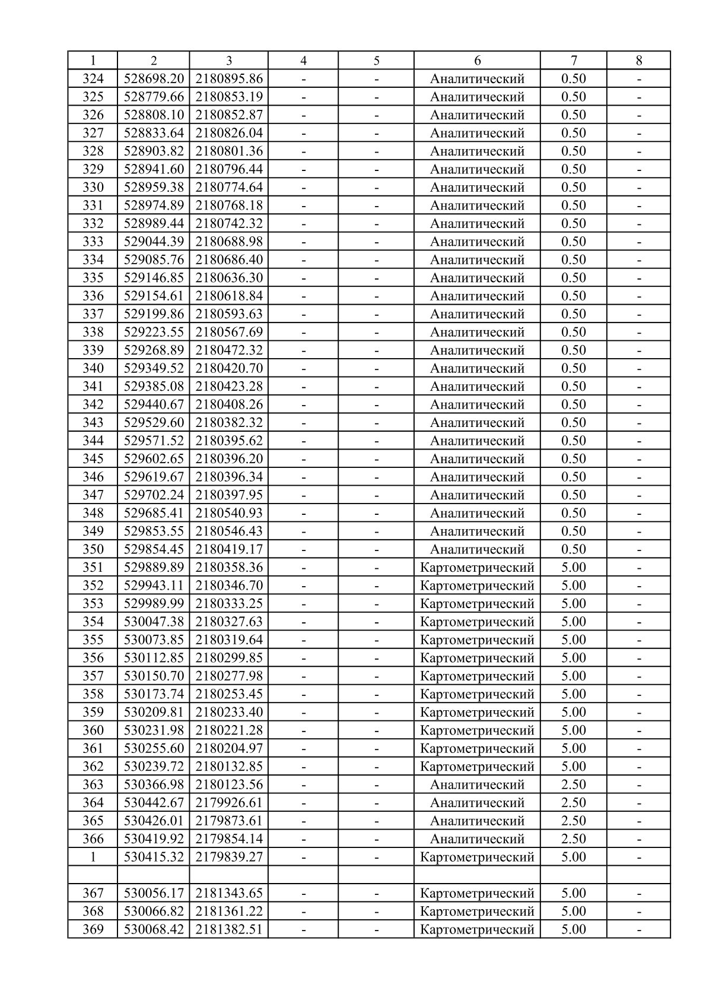 1 2 3 4 5 6 7 8
324 528698.20 2180895.86 - - Аналитический 0.50 -
325 528779.66 2180853.19 - - Аналитический 0.50 -
326 528808.10 2180852.87 - - Аналитический 0.50 -
327 528833.64 2180826.04 - - Аналитический 0.50 -
328 528903.82 2180801.36 - - Аналитический 0.50 -
329 528941.60 2180796.44 - - Аналитический 0.50 -
330 528959.38 2180774.64 - - Аналитический 0.50 -
331 528974.89 2180768.18 - - Аналитический 0.50 -
332 528989.44 2180742.32 - - Аналитический 0.50 -
333 529044.39 2180688.98 - - Аналитический 0.50 -
334 529085.76 2180686.40 - - Аналитический 0.50 -
335 529146.85 2180636.30 - - Аналитический 0.50 -
336 529154.61 2180618.84 - - Аналитический 0.50 -
337 529199.86 2180593.63 - - Аналитический 0.50 -
338 529223.55 2180567.69 - - Аналитический 0.50 -
339 529268.89 2180472.32 - - Аналитический 0.50 -
340 529349.52 2180420.70 - - Аналитический 0.50 -
341 529385.08 2180423.28 - - Аналитический 0.50 -
342 529440.67 2180408.26 - - Аналитический 0.50 -
343 529529.60 2180382.32 - - Аналитический 0.50 -
344 529571.52 2180395.62 - - Аналитический 0.50 -
345 529602.65 2180396.20 - - Аналитический 0.50 -
346 529619.67 2180396.34 - - Аналитический 0.50 -
347 529702.24 2180397.95 - - Аналитический 0.50 -
348 529685.41 2180540.93 - - Аналитический 0.50 -
349 529853.55 2180546.43 - - Аналитический 0.50 -
350 529854.45 2180419.17 - - Аналитический 0.50 -
351 529889.89 2180358.36 - - Картометрический 5.00 -
352 529943.11 2180346.70 - - Картометрический 5.00 -
353 529989.99 2180333.25 - - Картометрический 5.00 -
354 530047.38 2180327.63 - - Картометрический 5.00 -
355 530073.85 2180319.64 - - Картометрический 5.00 -
356 530112.85 2180299.85 - - Картометрический 5.00 -
357 530150.70 2180277.98 - - Картометрический 5.00 -
358 530173.74 2180253.45 - - Картометрический 5.00 -
359 530209.81 2180233.40 - - Картометрический 5.00 -
360 530231.98 2180221.28 - - Картометрический 5.00 -
361 530255.60 2180204.97 - - Картометрический 5.00 -
362 530239.72 2180132.85 - - Картометрический 5.00 -
363 530366.98 2180123.56 - - Аналитический 2.50 -
364 530442.67 2179926.61 - - Аналитический 2.50 -
365 530426.01 2179873.61 - - Аналитический 2.50 -
366 530419.92 2179854.14 - - Аналитический 2.50 -
1 530415.32 2179839.27 - - Картометрический 5.00 -
367 530056.17 2181343.65 - - Картометрический 5.00 -
368 530066.82 2181361.22 - - Картометрический 5.00 -
369 530068.42 2181382.51 - - Картометрический 5.00 -